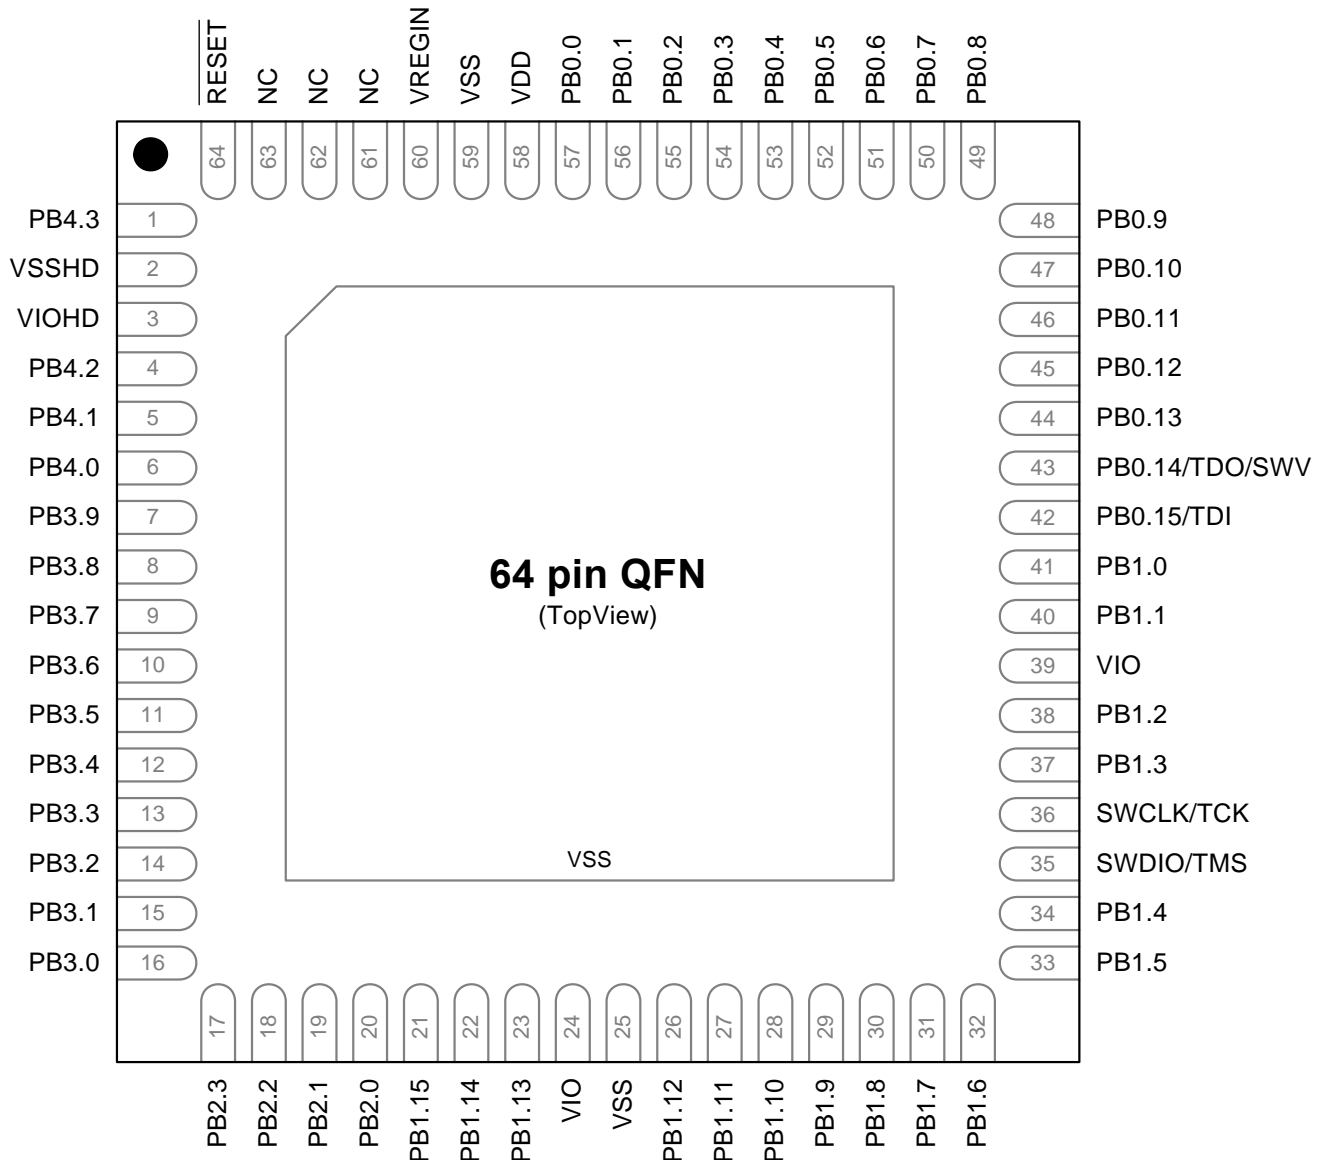 RESET
NC
NC
NC
VREGIN
VSS
VDD
PB0.0
PB0.1
PB0.2
PB0.3
PB0.4
PB0.5
PB0.6
PB0.7
PB0.8
64
63
62
61
60
59
58
57
56
55
54
53
52
51
50
49
PB4.3 1
VSSHD 2
VIOHD 3
PB4.2 4
PB4.1 5
PB4.0 6
PB3.9 7
PB3.8 8
PB3.7 9
PB3.6 10
PB3.5 11
PB3.4 12
PB3.3 13
PB3.2 14
PB3.1 15
PB3.0 16
64 pin QFN
(TopView)
VSS
48 PB0.9
47 PB0.10
46 PB0.11
45 PB0.12
44 PB0.13
43 PB0.14/TDO/SWV
42 PB0.15/TDI
41 PB1.0
40 PB1.1
39 VIO
38 PB1.2
37 PB1.3
36 SWCLK/TCK
35 SWDIO/TMS
34 PB1.4
33 PB1.5
17
18
19
20
21
22
23
24
25
26
27
28
29
30
31
32
PB2.3
PB2.2
PB2.1
PB2.0
PB1.15
PB1.14
PB1.13
VIO
VSS
PB1.12
PB1.11
PB1.10
PB1.9
PB1.8
PB1.7
PB1.6